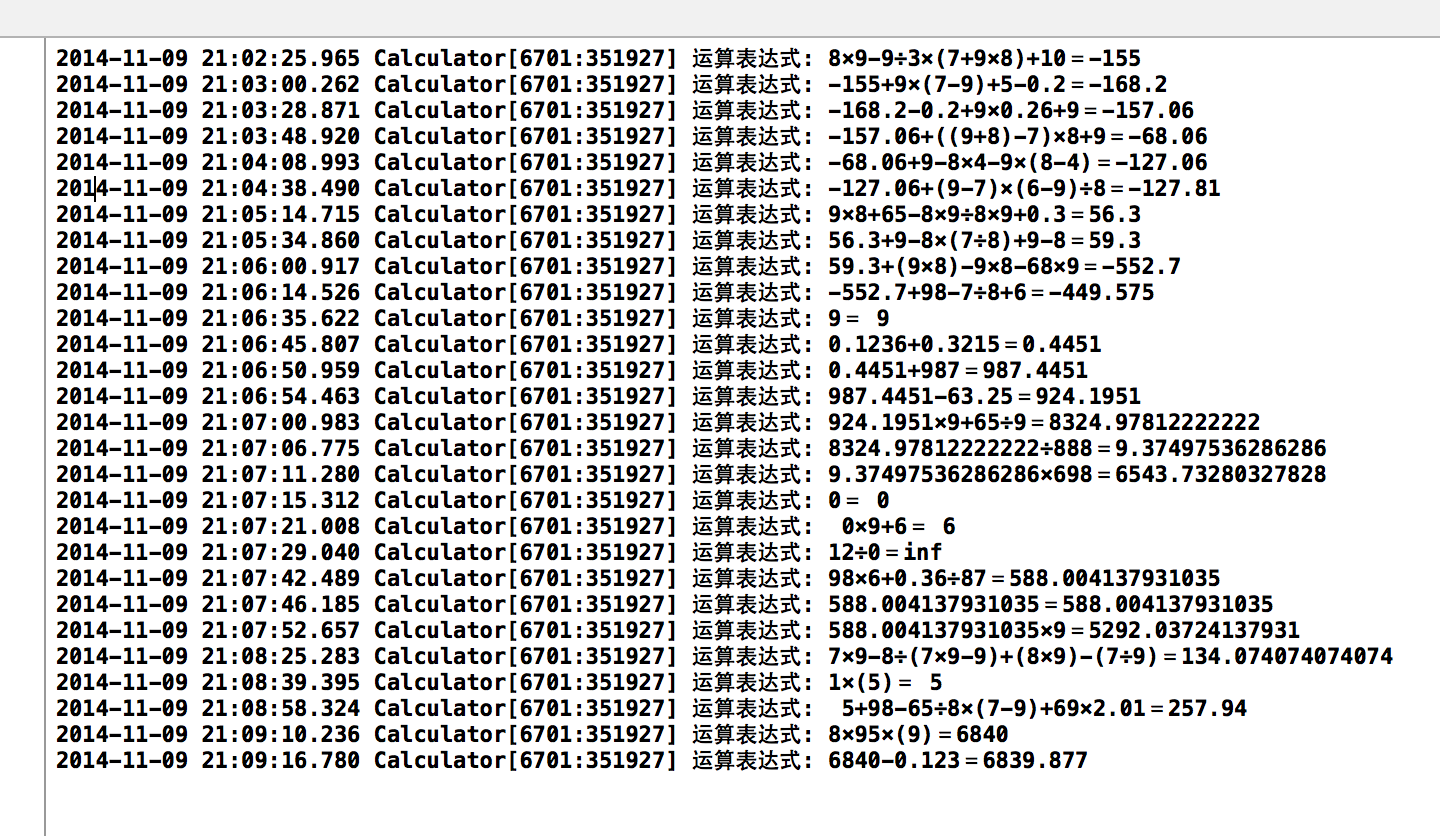 2014-11-09 21:02:25.965 Calculator[6701:351927] 运算表达式: 8×9-9÷3×(7+9×8)+10=-155
2014-11-09 21:03:00.262 Calculator[6701:351927] 运算表达式: -155+9×(7-9)+5-0.2=-168.2
2014-11-09 21:03:28.871 Calculator[6701:351927] 运算表达式: -168.2-0.2+9×0.26+9=-157.06
2014-11-09 21:03:48.920 Calculator[6701:351927] 运算表达式: -157.06+((9+8)-7)×8+9=-68.06
2014-11-09 21:04:08.993 Calculator[6701:351927] 运算表达式: -68.06+9-8×4-9×(8-4)=-127.06
2014-11-09 21:04:38.490 Calculator[6701:351927] 运算表达式: -127.06+(9-7)×(6-9)÷8=-127.81
2014-11-09 21:05:14.715 Calculator[6701:351927] 运算表达式: 9×8+65-8×9÷8×9+0.3=56.3
2014-11-09 21:05:34.860 Calculator[6701:351927] 运算表达式: 56.3+9-8×(7÷8)+9-8=59.3
2014-11-09 21:06:00.917 Calculator[6701:351927] 运算表达式: 59.3+(9×8)-9×8-68×9=-552.7
2014-11-09 21:06:14.526 Calculator[6701:351927] 运算表达式: -552.7+98-7÷8+6=-449.575
2014-11-09 21:06:35.622 Calculator[6701:351927] 运算表达式: 9= 9
2014-11-09 21:06:45.807 Calculator[6701:351927] 运算表达式: 0.1236+0.3215=0.4451
2014-11-09 21:06:50.959 Calculator[6701:351927] 运算表达式: 0.4451+987=987.4451
2014-11-09 21:06:54.463 Calculator[6701:351927] 运算表达式: 987.4451-63.25=924.1951
2014-11-09 21:07:00.983 Calculator[6701:351927] 运算表达式: 924.1951×9+65÷9=8324.97812222222
2014-11-09 21:07:06.775 Calculator[6701:351927] 运算表达式: 8324.97812222222÷888=9.37497536286286
2014-11-09 21:07:11.280 Calculator[6701:351927] 运算表达式: 9.37497536286286×698=6543.73280327828
2014-11-09 21:07:15.312 Calculator[6701:351927] 运算表达式: 0= 0
2014-11-09 21:07:21.008 Calculator[6701:351927] 运算表达式:  0×9+6= 6
2014-11-09 21:07:29.040 Calculator[6701:351927] 运算表达式: 12÷0=inf
2014-11-09 21:07:42.489 Calculator[6701:351927] 运算表达式: 98×6+0.36÷87=588.004137931035
2014-11-09 21:07:46.185 Calculator[6701:351927] 运算表达式: 588.004137931035=588.004137931035
2014-11-09 21:07:52.657 Calculator[6701:351927] 运算表达式: 588.004137931035×9=5292.03724137931
2014-11-09 21:08:25.283 Calculator[6701:351927] 运算表达式: 7×9-8÷(7×9-9)+(8×9)-(7÷9)=134.074074074074
2014-11-09 21:08:39.395 Calculator[6701:351927] 运算表达式: 1×(5)= 5
2014-11-09 21:08:58.324 Calculator[6701:351927] 运算表达式:  5+98-65÷8×(7-9)+69×2.01=257.94
2014-11-09 21:09:10.236 Calculator[6701:351927] 运算表达式: 8×95×(9)=6840
2014-11-09 21:09:16.780 Calculator[6701:351927] 运算表达式: 6840-0.123=6839.877